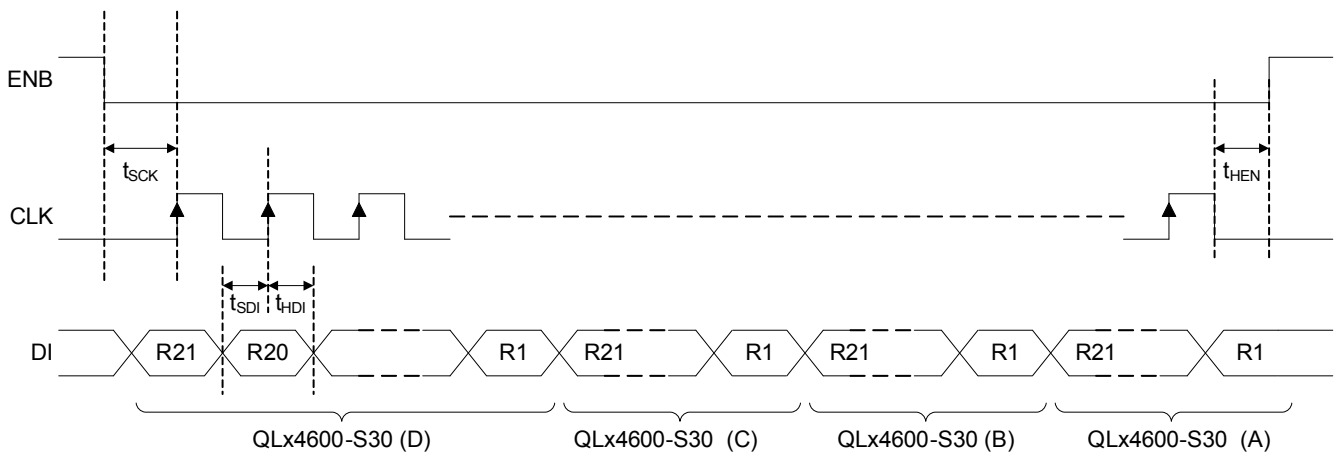 ENB
tSCK
tHEN
CLK
tSDI
tHDI
DI
R21
R20
R1
R21
R1
R21
R1
R21
R1
QLx4600-S30 (D)
QLx4600-S30 (C)
QLx4600-S30 (B)
QLx4600-S30 (A)